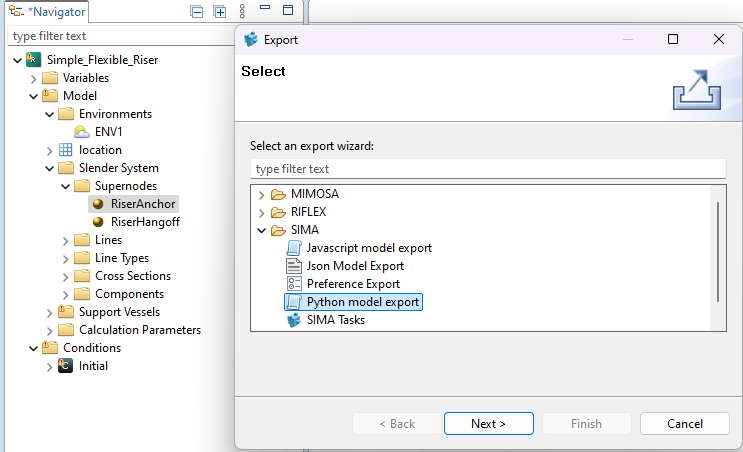 *Navigator
type filter text
Simple_Flexible_Riser
Variables
Model
Environments
ENV1
location
Slender System
Supernodes
RiserAnchor
RiserHangoff
Lines
Line Types
Cross Sections
Components
Support Vessels
Calculation Parameters
Conditions
Initial
Export
Select
Select an export wizard:
type filter text
MIMOSA
RIFLEX
SIMA
Javascript model export
Json Model Export
Preference Export
Python model export
SIMA Tasks
< Back
Next >
Finish
Cancel